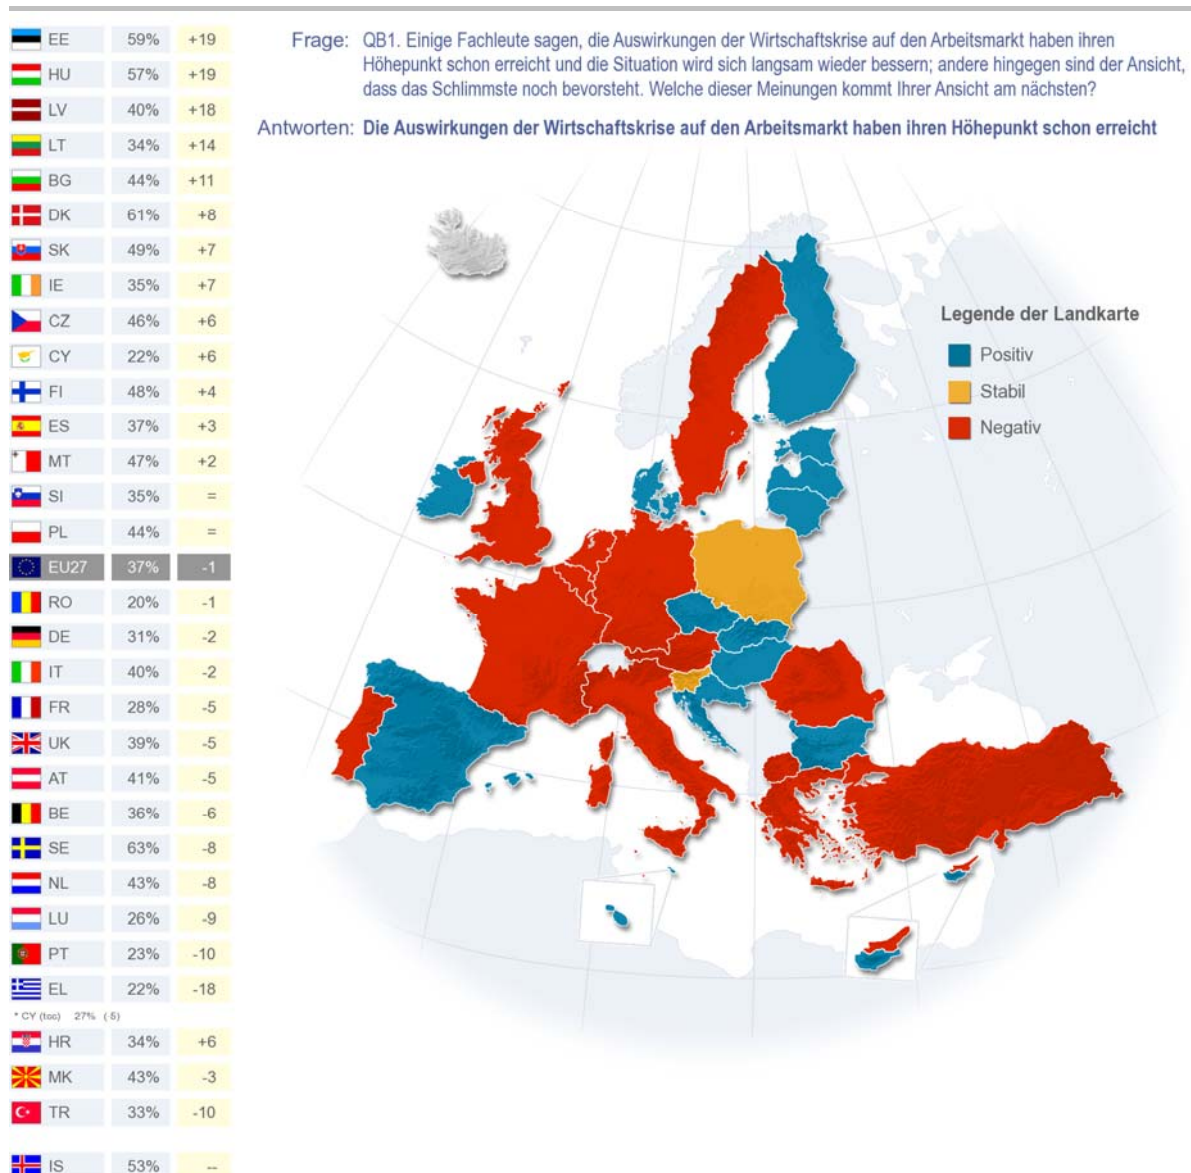 EE 59% +19
HU 57% +19
LV 40% +18
LT 34% +14
BG 44% +11
DK 61% +8
SK 49% +7
IE 35% +7
CZ 46% +6
CY 22% +6
FI 48% +4
ES 37% +3
MT 47% +2
SI 35% =
PL 44% =
EU27 37% -1
RO 20% -1
DE 31% -2
IT 40% -2
FR 28% -5
UK 39% -5
AT 41% -5
BE 36% -6
SE 63% -8
NL 43% -8
LU 26% -9
PT 23% -10
EL 22% -18
* CY (tcc) 27% (-5)
HR 34% +6
MK 43% -3
TR 33% -10
IS 53% --
Frage: QB1. Einige Fachleute sagen, die Auswirkungen der Wirtschaftskrise auf den Arbeitsmarkt haben ihren
Höhepunkt schon erreicht und die Situation wird sich langsam wieder bessern; andere hingegen sind der Ansicht,
dass das Schlimmste noch bevorsteht. Welche dieser Meinungen kommt Ihrer Ansicht am nächsten?
Antworten: Die Auswirkungen der Wirtschaftskrise auf den Arbeitsmarkt haben ihren Höhepunkt schon erreicht
Legende der Landkarte
Positiv
Stabil
Negativ